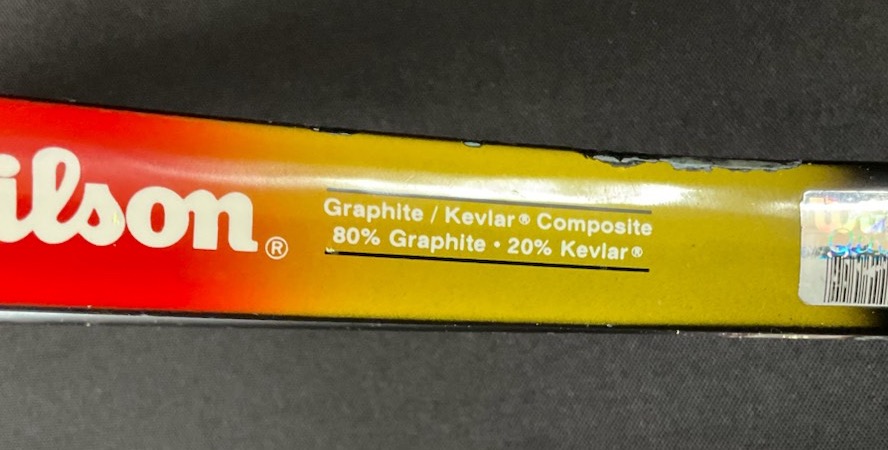 ilson®
Graphite / Kevlar® Composite
80% Graphite • 20% Kevlar®